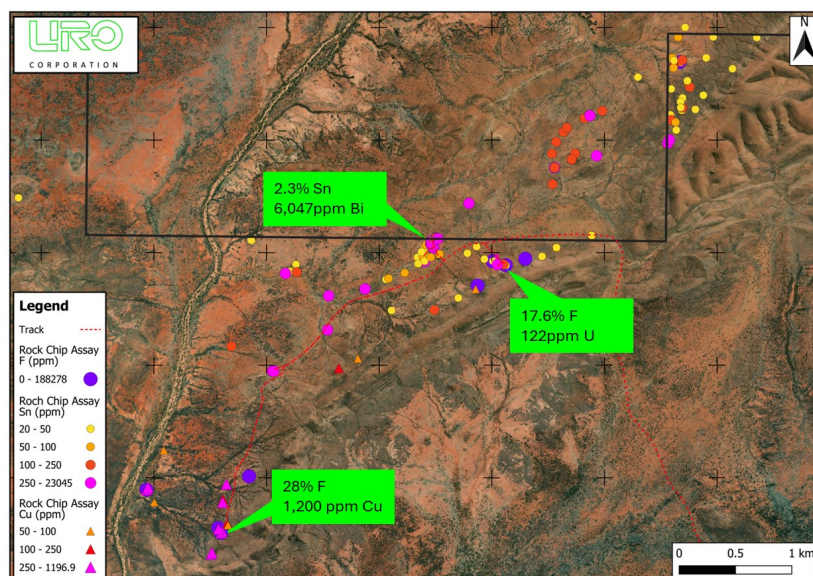 URO
CORPORATION
N
2.3% Sn
6,047ppm Bi
17.6% F
122ppm U
28% F
1,200 ppm Cu
Legend
Track
Rock Chip Assay
F (ppm)
0 - 188278
Roch Chip Assay
Sn (ppm)
20 - 50
50 - 100
100 - 250
250 - 23045
Rock Chip Assay
Cu (ppm)
50 - 100
100 - 250
250 - 1196.9
0 0.5 1 km